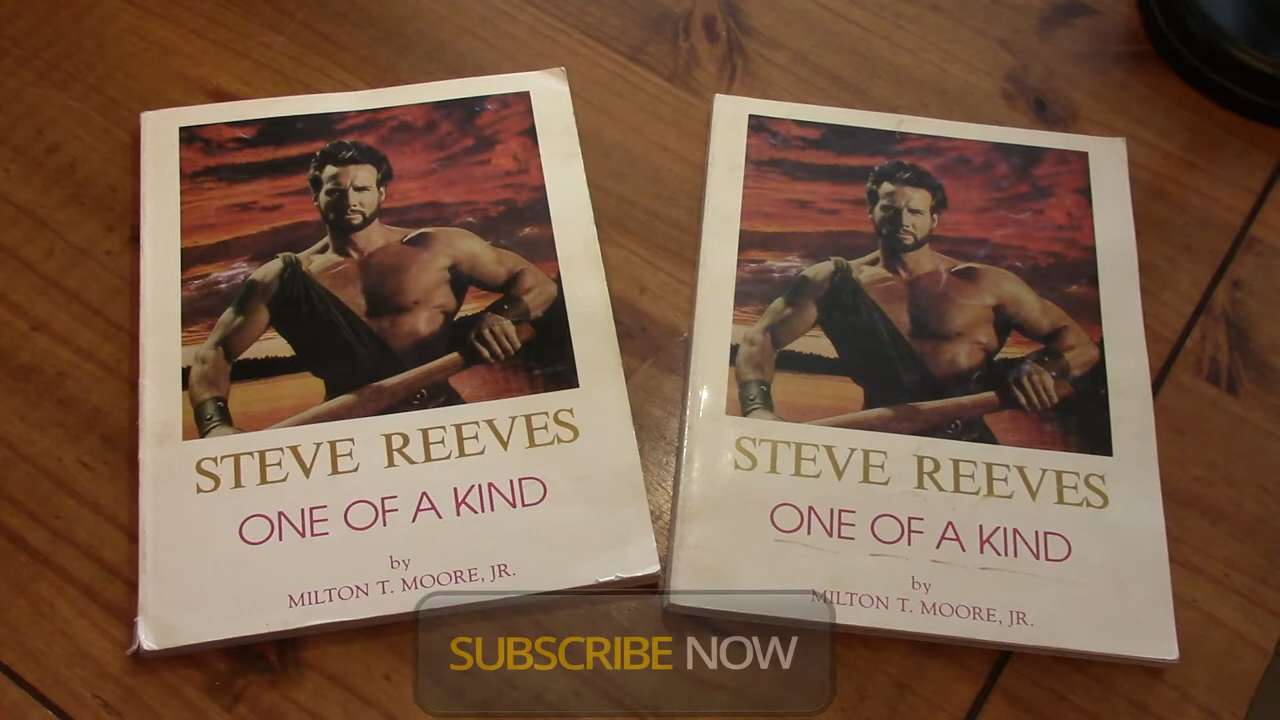 STEVE REEVES
ONE OF A KIND
by
MILTON T. MOORE, JR.
STEVE REEVES
ONE OF A KIND
by
MILTON T. MOORE, JR.
SUBSCRIBE NOW